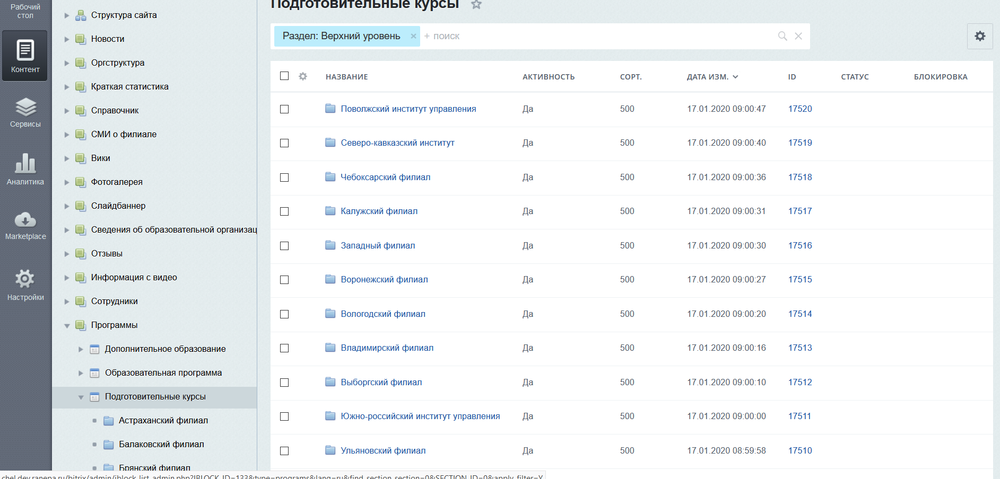 Рабочий
стол
Контент
Сервисы
Аналитика
Marketplace
Настройки
Структура сайта
Новости
Оргструктура
Краткая статистика
Справочник
СМИ о филиале
Вики
Фотогалерея
Слайдбаннер
Сведения об образовательной организац
Отзывы
Информация с видео
Сотрудники
Программы
Дополнительное образование
Образовательная программа
Подготовительные курсы
Астраханский филиал
Балаковский филиал
Брянский филиал
Подготовительные курсы
Раздел: Верхний уровень × + поиск
НАЗВАНИЕ АКТИВНОСТЬ СОРТ. ДАТА ИЗМ. ID СТАТУС БЛОКИРОВКА
Поволжский институт управления Да 500 17.01.2020 09:00:47 17520
Северо-кавказский институт Да 500 17.01.2020 09:00:40 17519
Чебоксарский филиал Да 500 17.01.2020 09:00:36 17518
Калужский филиал Да 500 17.01.2020 09:00:31 17517
Западный филиал Да 500 17.01.2020 09:00:30 17516
Воронежский филиал Да 500 17.01.2020 09:00:27 17515
Вологодский филиал Да 500 17.01.2020 09:00:20 17514
Владимирский филиал Да 500 17.01.2020 09:00:16 17513
Выборгский филиал Да 500 17.01.2020 09:00:10 17512
Южно-российский институт управления Да 500 17.01.2020 09:00:00 17511
Ульяновский филиал Да 500 17.01.2020 08:59:58 17510
chel.dev.ranepa.ru/bitrix/admin/iblock_list_admin.php?IBLOCK_ID=133&type=programs&lang=ru&find_section_section=0&SECTION_ID=0&apply_filter=Y